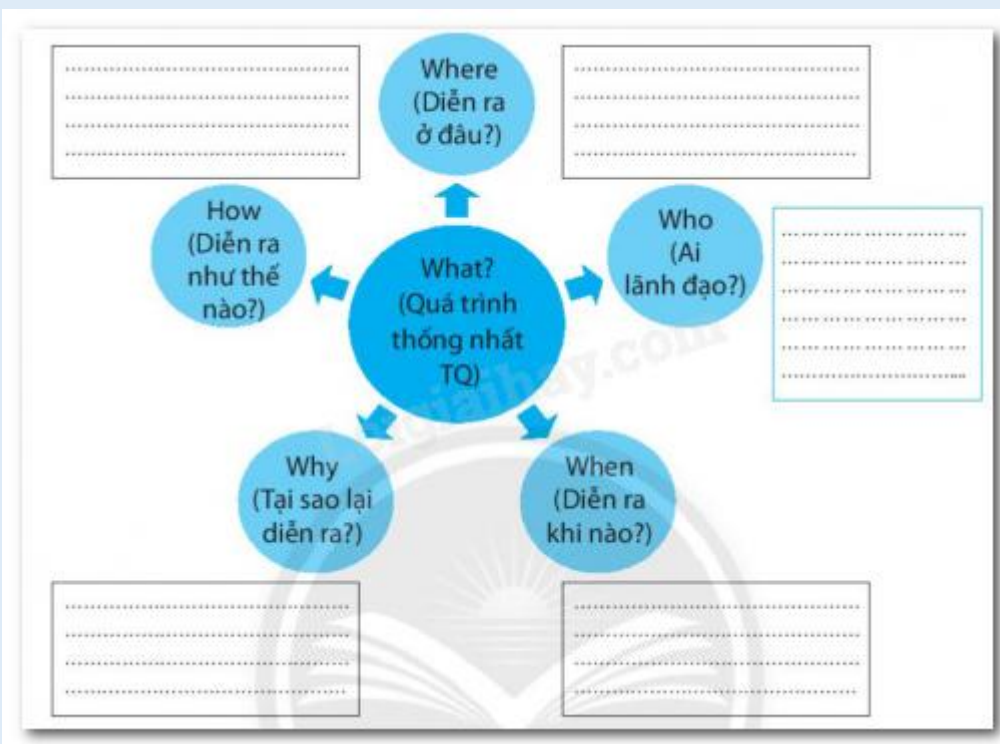 Where
(Diễn ra
ở đâu?)
How
(Diễn ra
như thế
nào?)
What?
(Quá trình
thống nhất
TQ)
Who
(Ai
lãnh đạo?)
Why
(Tại sao lại
diễn ra?)
When
(Diễn ra
khi nào?)